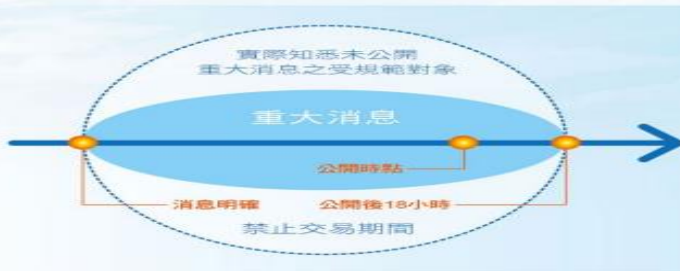 實際知悉未公開
重大消息之受規範對象
重大消息
公開時點
消息明確
公開後18小時
禁止交易期間